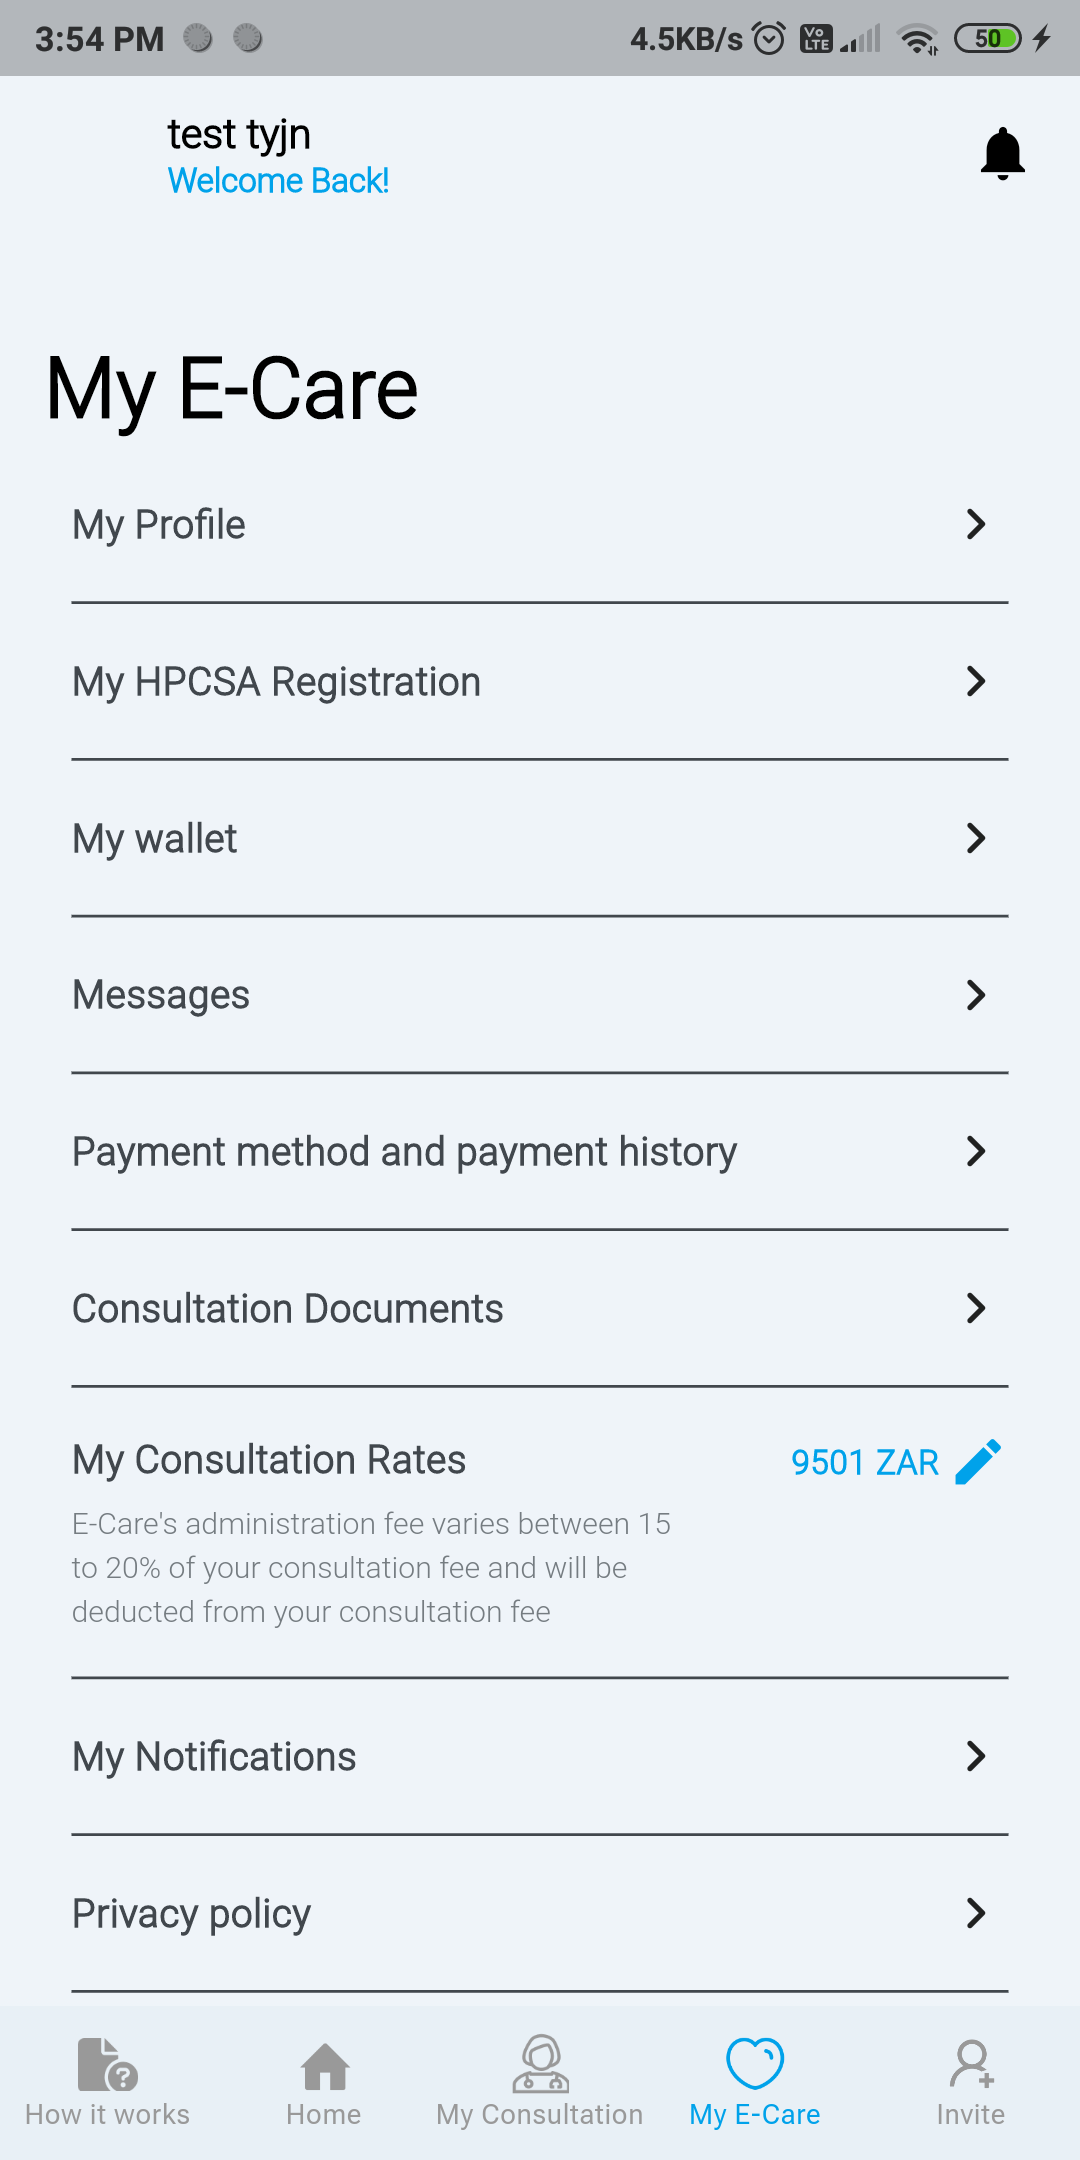 3:54 PM 4.5KB/s Vo LTE 50
test tyjn
Welcome Back!
My E-Care
My Profile
My HPCSA Registration
My wallet
Messages
Payment method and payment history
Consultation Documents
My Consultation Rates 9501 ZAR
E-Care's administration fee varies between 15
to 20% of your consultation fee and will be
deducted from your consultation fee
My Notifications
Privacy policy
How it works Home My Consultation My E-Care Invite